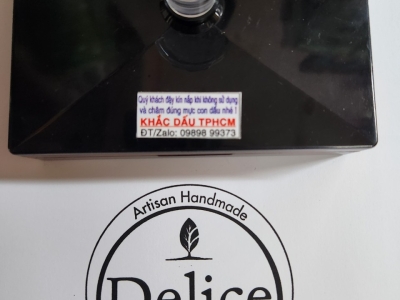 Quý khách đậy kín nắp khi không sử dụng
và châm đúng mực con dấu nhé !
KHẮC DẤU TPHCM
ĐT/Zalo: 09898 99373
Artisan Handmade
Delice